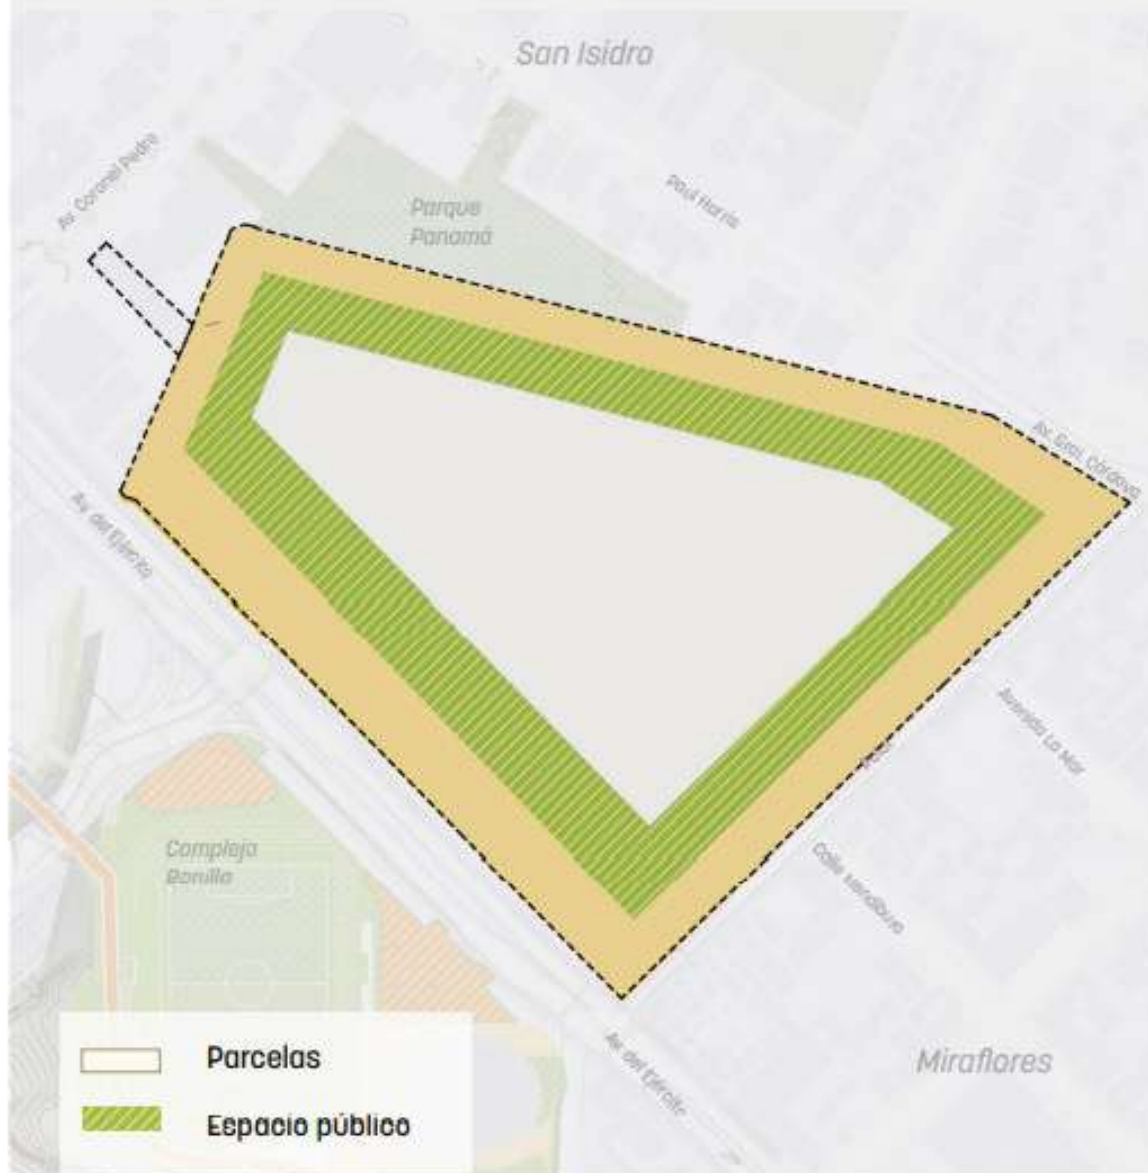 San Isidro
Av. Coronel Pedro
Parque
Panamá
Paul Harris
Av. Gral. Córdova
Av. del Ejército
Avenida La Mar
Compleja
Bonilla
Calle Mendiburu
Av. del Ejército
Miraflores
Parcelas
Espacio público